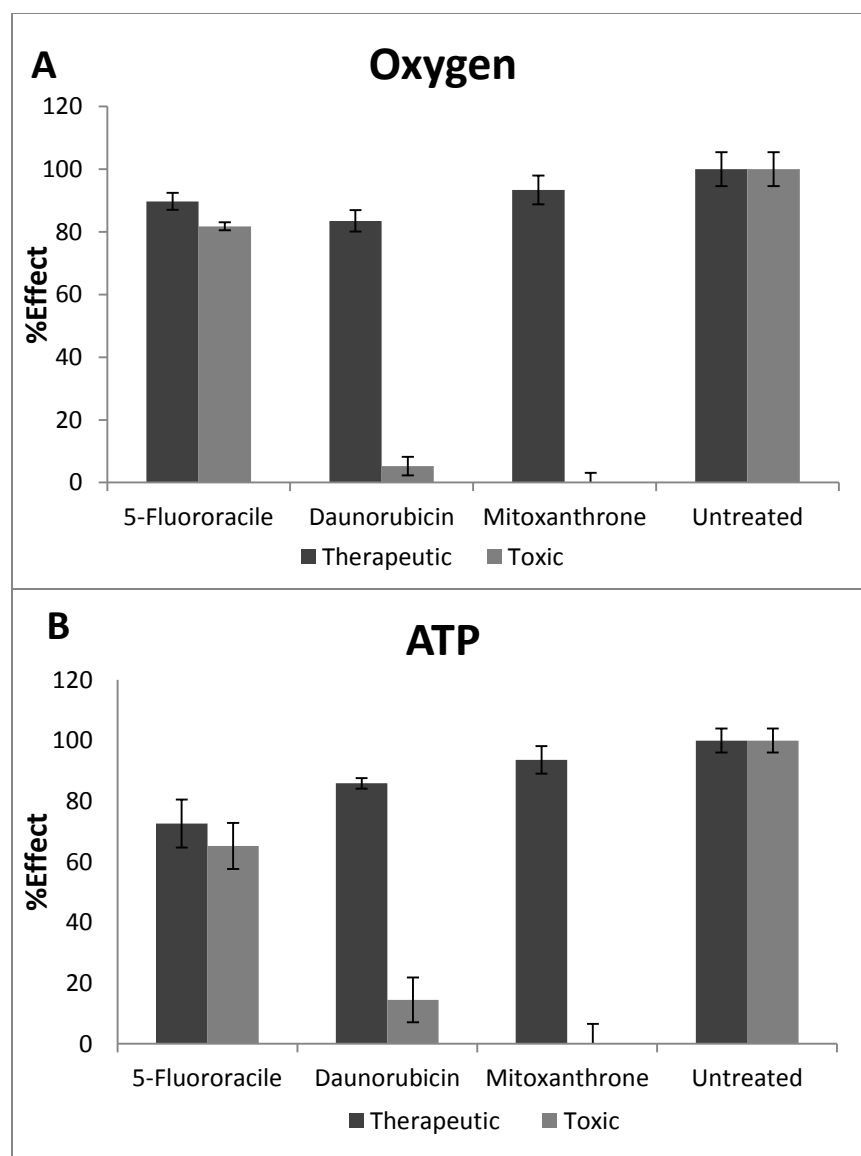 A
Oxygen
120
100
80
60
40
20
0
%Effect
5-Fluororacile Daunorubicin Mitoxanthrone Untreated
Therapeutic Toxic
B
ATP
120
100
80
60
40
20
0
%Effect
5-Fluororacile Daunorubicin Mitoxanthrone Untreated
Therapeutic Toxic